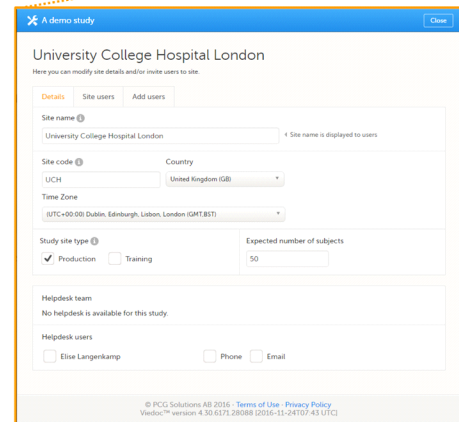 A demo study Close
University College Hospital London
Here you can modify site details and/or invite users to site.
Details Site users Add users
Site name
University College Hospital London Site name is displayed to users
Site code Country
UCH United Kingdom (GB)
Time Zone
(UTC+00:00) Dublin, Edinburgh, Lisbon, London (GMT,BST)
Study site type Expected number of subjects
Production Training 50
Helpdesk team
No helpdesk is available for this study.
Helpdesk users
Elise Langenkamp Phone Email
© PCG Solutions AB 2016 - Terms of Use - Privacy Policy
Viedoc™ version 4.30.6171.28088 [2016-11-24T07:43 UTC]